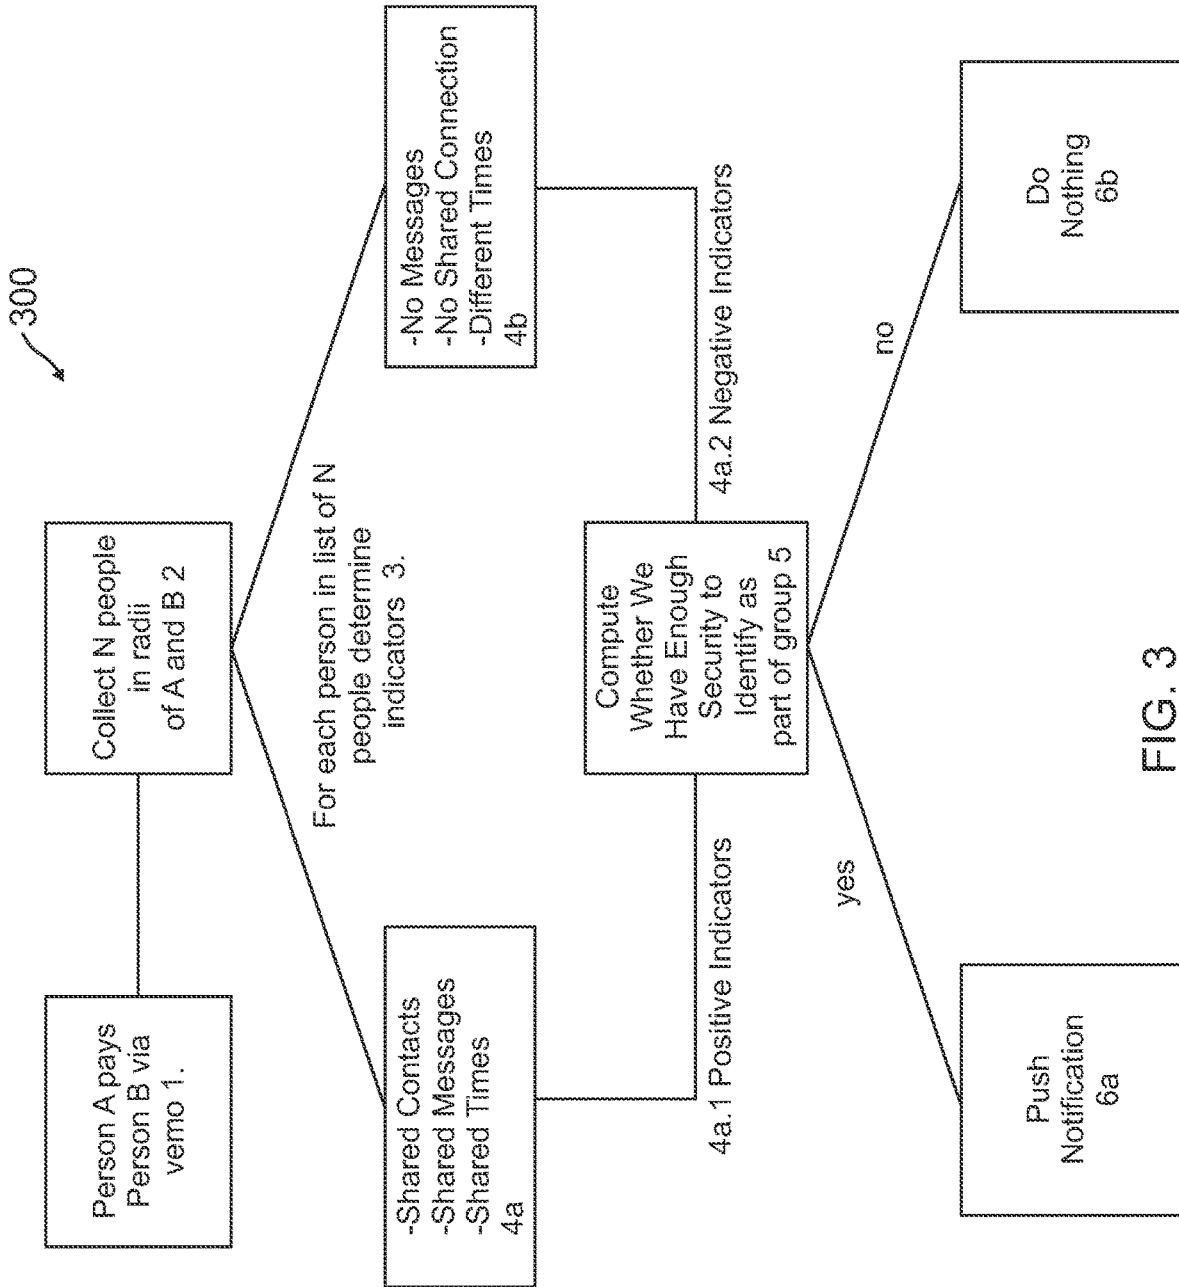 300
Person A pays
Person B via
vemo 1.
Collect N people
in radii
of A and B 2
For each person in list of N
people determine
indicators 3.
-Shared Contacts
-Shared Messages
-Shared Times
4a
-No Messages
-No Shared Connection
-Different Times
4b
4a.1 Positive Indicators
4a.2 Negative Indicators
Compute
Whether We
Have Enough
Security to
Identify as
part of group 5
yes
no
Push
Notification
6a
Do
Nothing
6b
FIG. 3